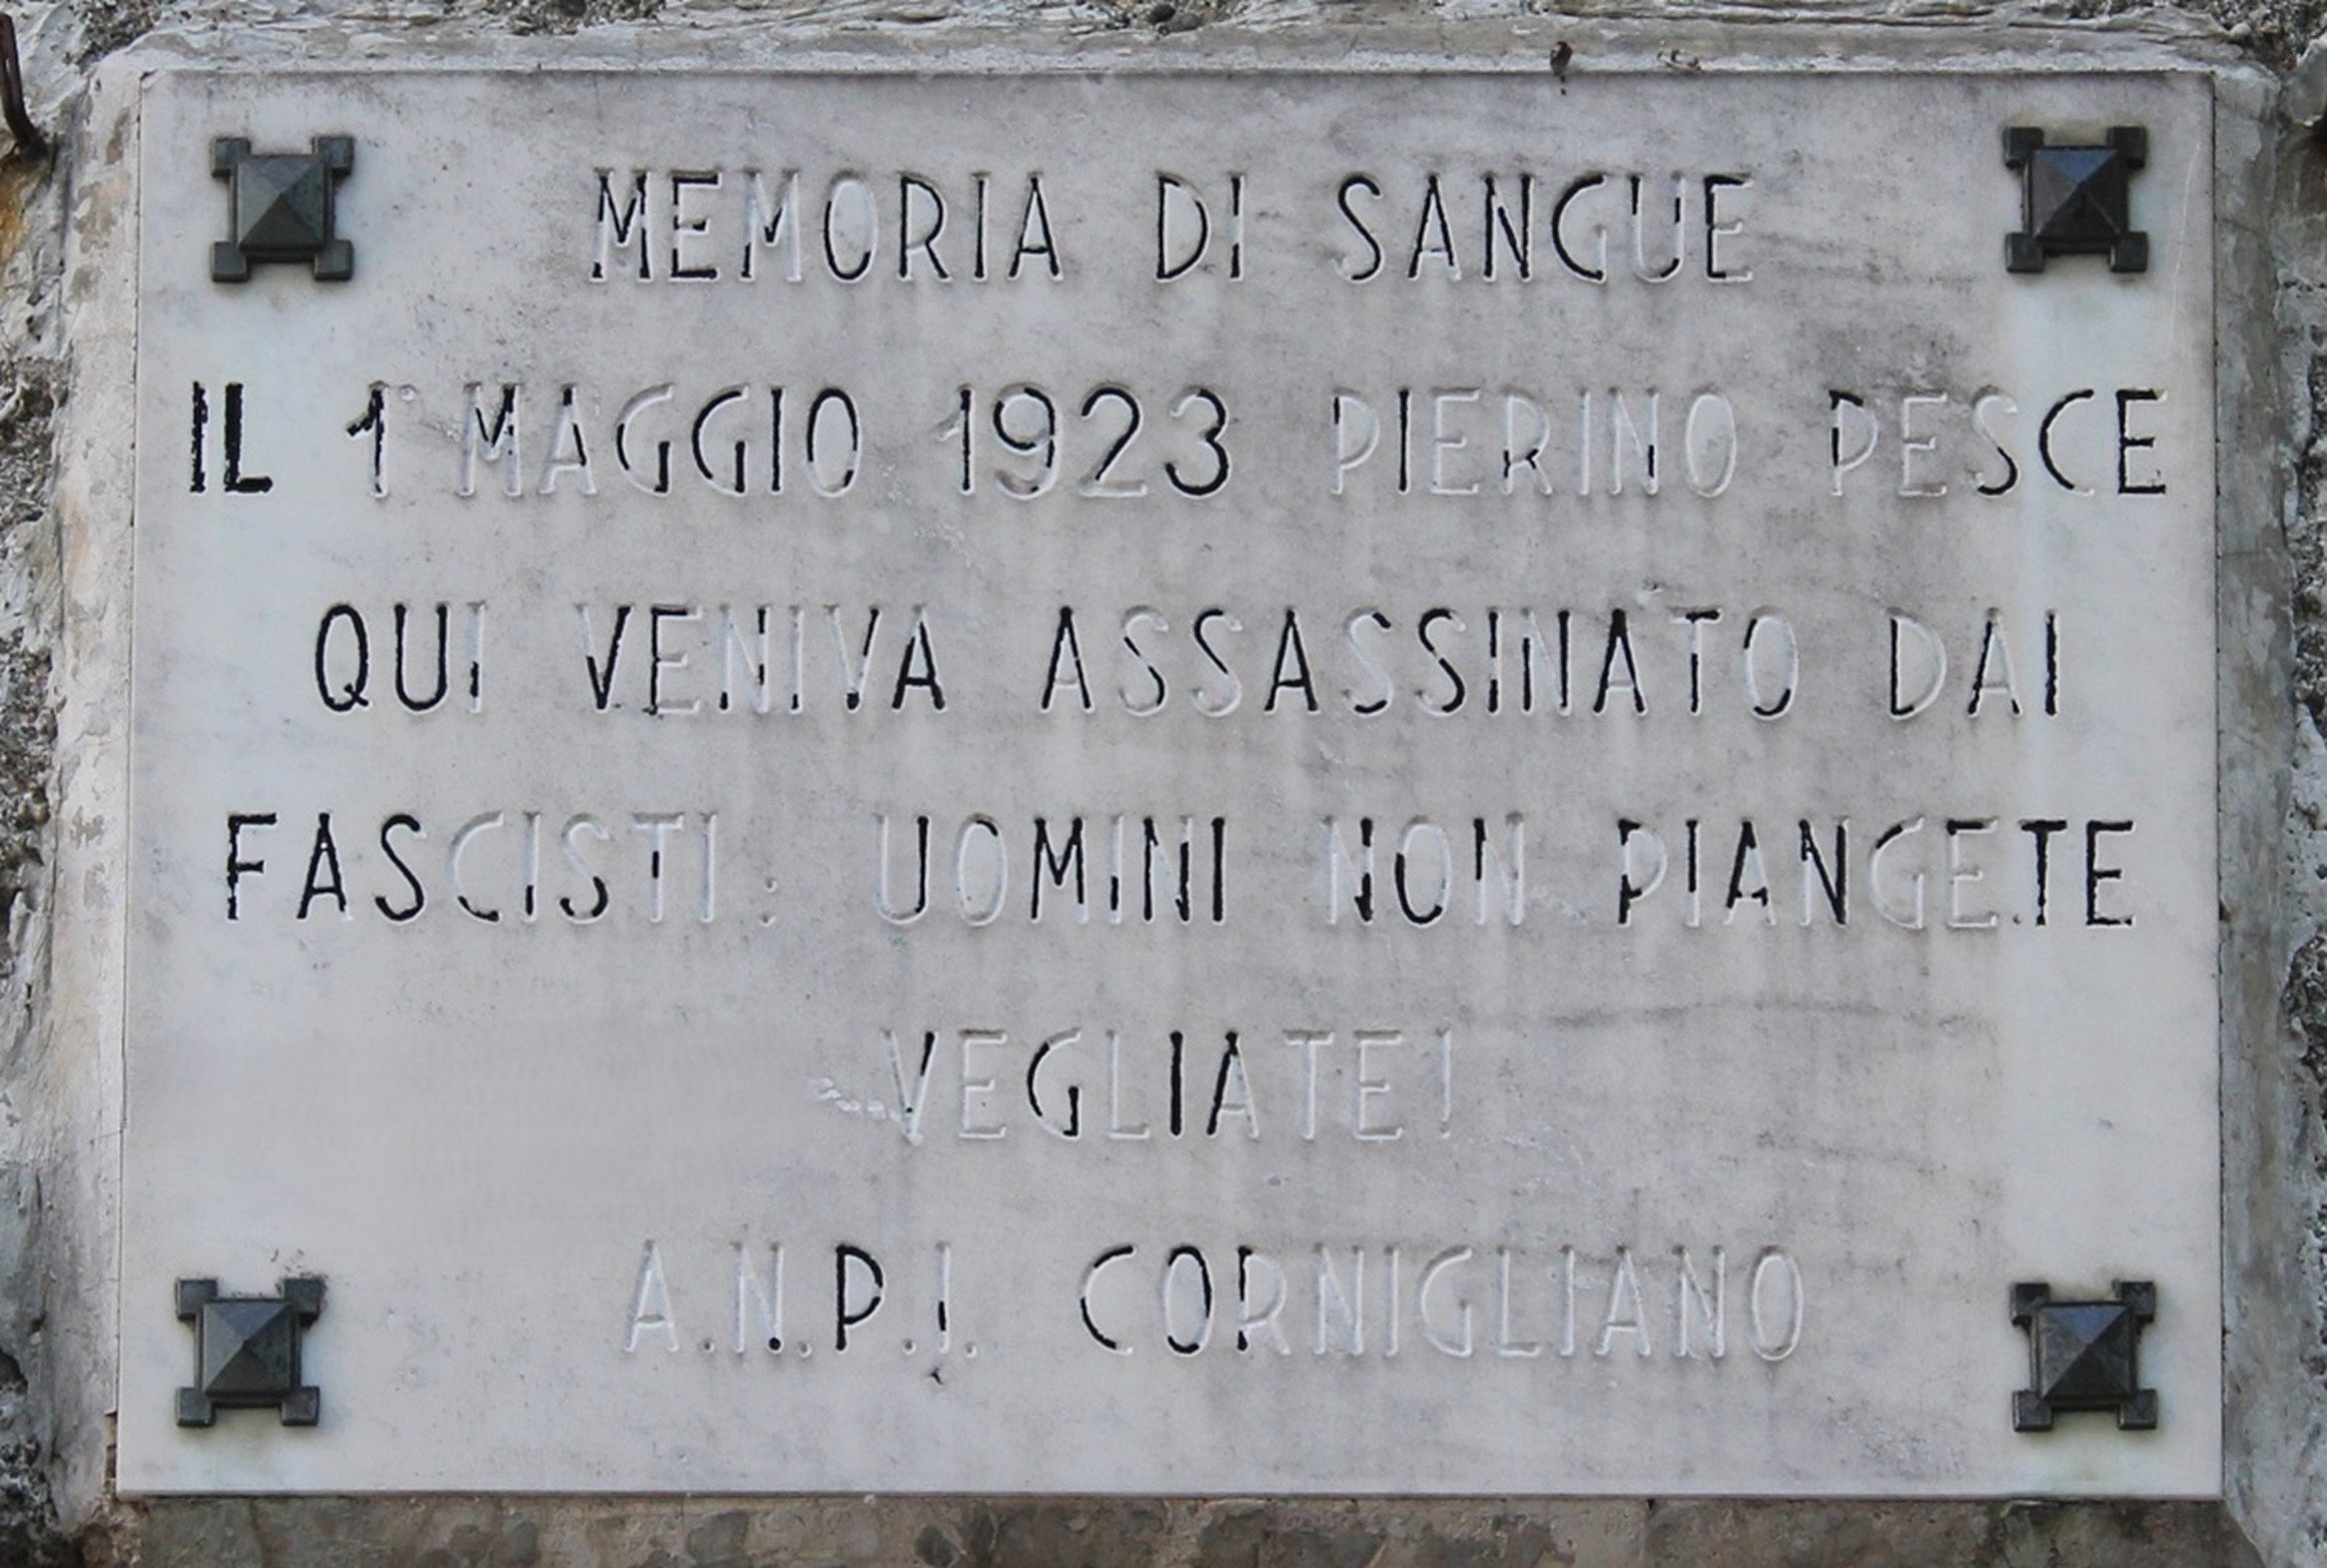 MEMORIA DI SANGUE
IL 1° MAGGIO 1923 PIERINO PESCE
QUI VENIVA ASSASSINATO DAI
FASCISTI: UOMINI NON PIANGETE
VEGLIATE!
A.N.P.I. CORNIGLIANO